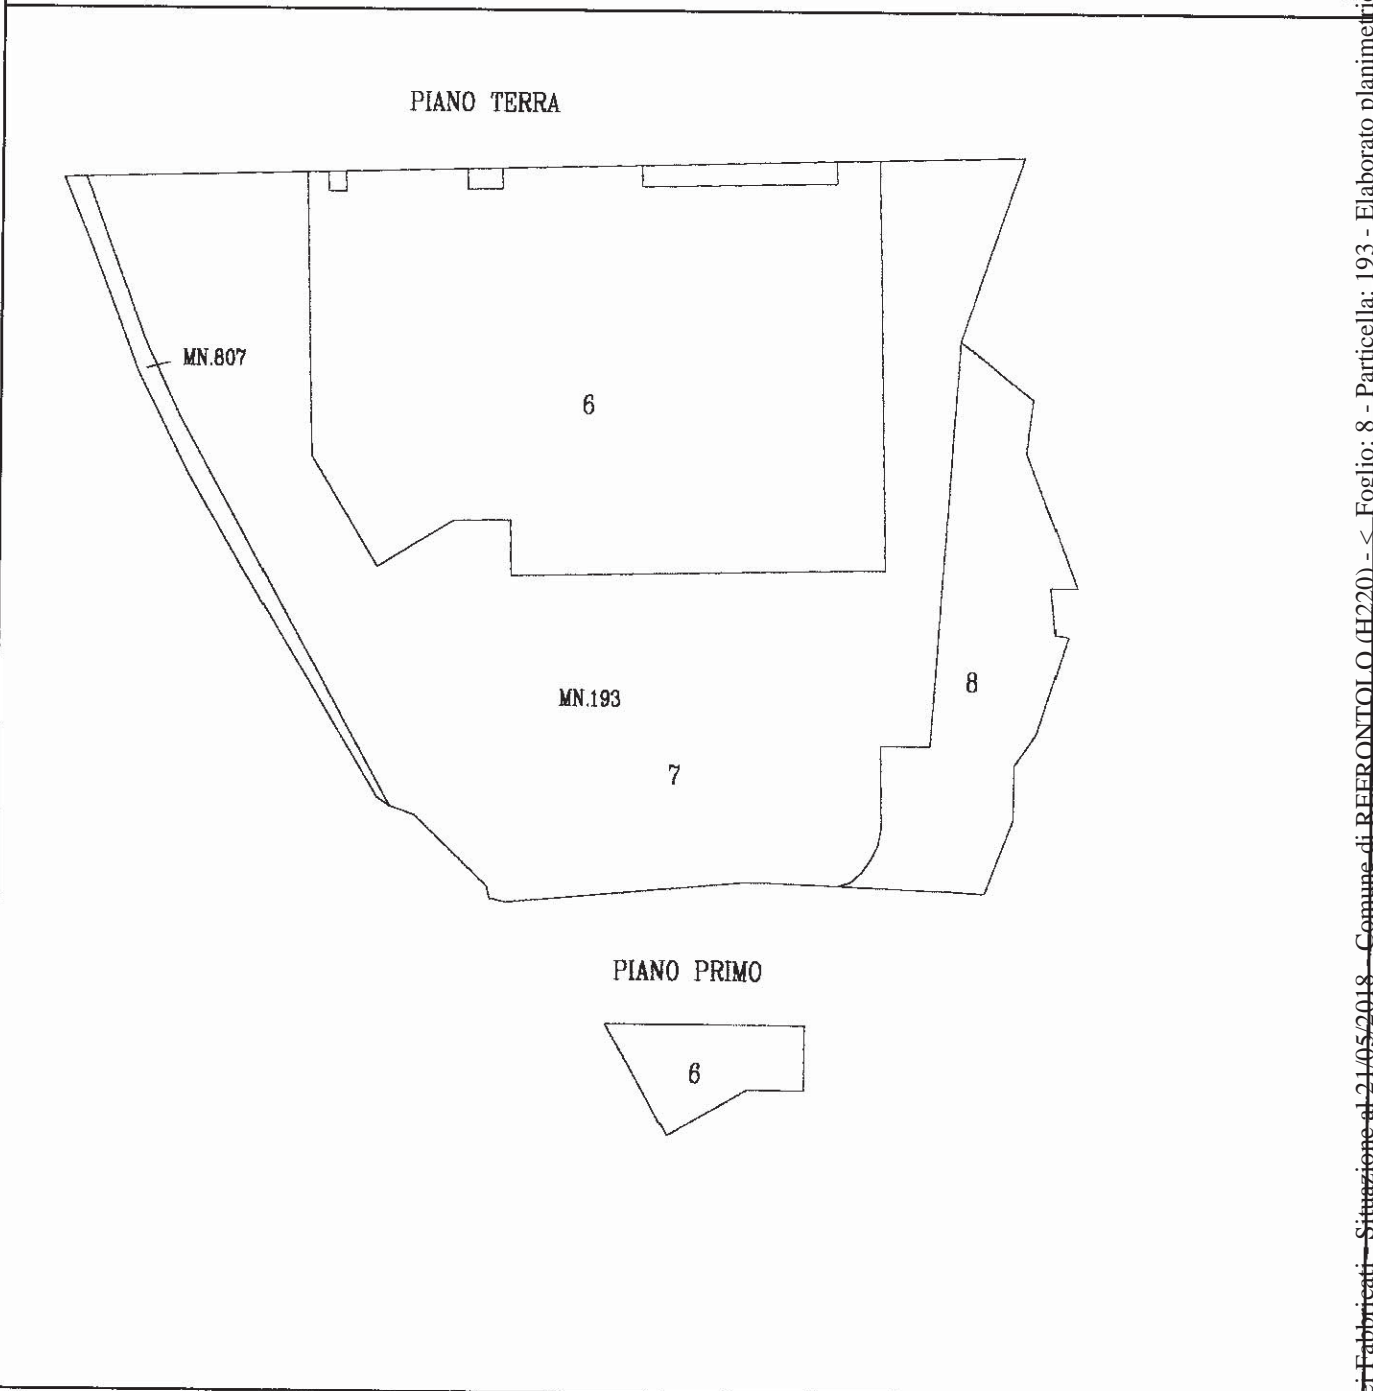 PIANO TERRA
MN.807
6
8
MN.193
7
PIANO PRIMO
6
Fabbricati - Situazione al 21/05/2018 - Comune di REFRONTOLO (H220) - < Foglio: 8 - Particella: 193 - Elaborato